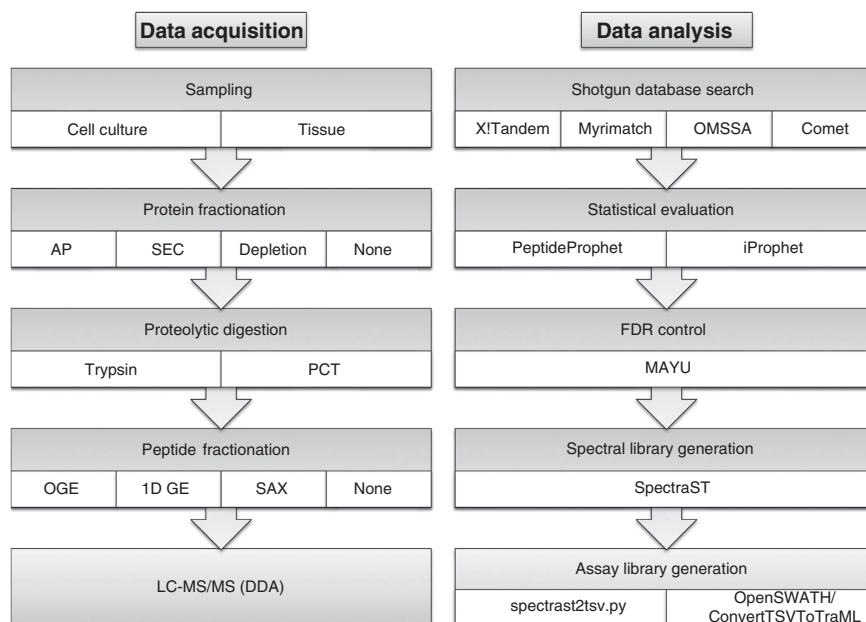 Data acquisition
Sampling
Cell culture Tissue
Protein fractionation
AP SEC Depletion None
Proteolytic digestion
Trypsin PCT
Peptide fractionation
OGE 1D GE SAX None
LC-MS/MS (DDA)
Data analysis
Shotgun database search
X!Tandem Myrimatch OMSSA Comet
Statistical evaluation
PeptideProphet iProphet
FDR control
MAYU
Spectral library generation
SpectraST
Assay library generation
spectrast2tsv.py OpenSWATH/
ConvertTSVToTraML